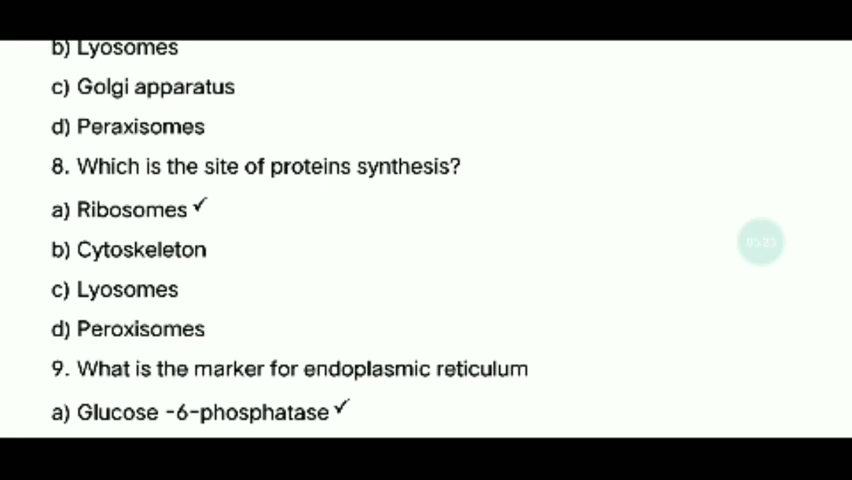 b) Lyosomes
c) Golgi apparatus
d) Peraxisomes
8. Which is the site of proteins synthesis?
a) Ribosomes ✓
b) Cytoskeleton
c) Lyosomes
d) Peroxisomes
9. What is the marker for endoplasmic reticulum
a) Glucose -6-phosphatase ✓